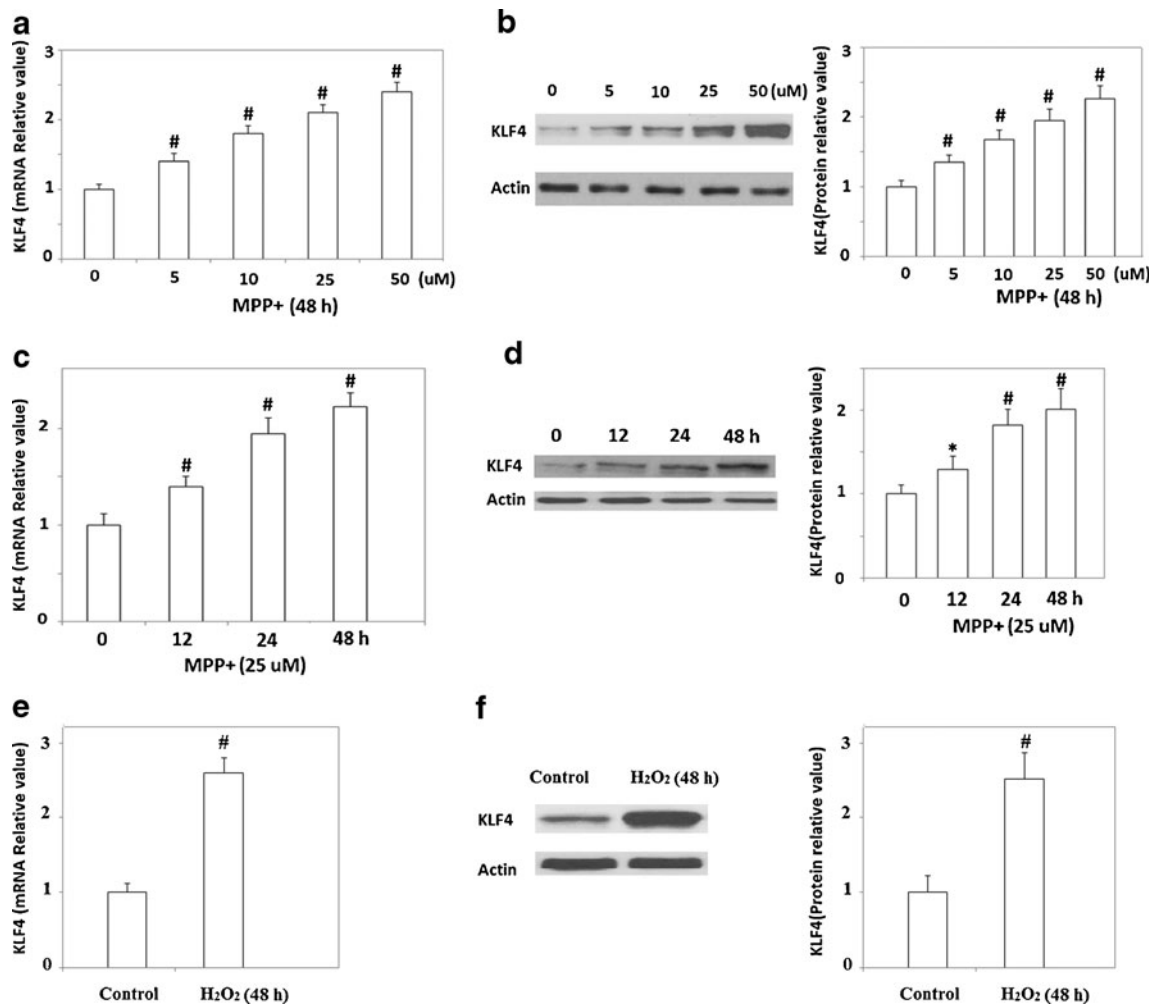 a
KLF4 (mRNA Relative value)
3
2
1
0
# # # #
0 5 10 25 50 (uM)
MPP+ (48 h)
b
0 5 10 25 50 (uM)
KLF4
Actin
KLF4(Protein relative value)
3
2
1
0
# # # #
0 5 10 25 50 (uM)
MPP+ (48 h)
c
KLF4 (mRNA Relative value)
2
1
0
# # #
0 12 24 48 h
MPP+ (25 uM)
d
0 12 24 48 h
KLF4
Actin
KLF4(Protein relative value)
2
1
0
* # #
0 12 24 48 h
MPP+ (25 uM)
e
KLF4 (mRNA Relative value)
3
2
1
0
#
Control H₂O₂ (48 h)
f
Control H₂O₂ (48 h)
KLF4
Actin
KLF4(Protein relative value)
3
2
1
0
#
Control H₂O₂ (48 h)